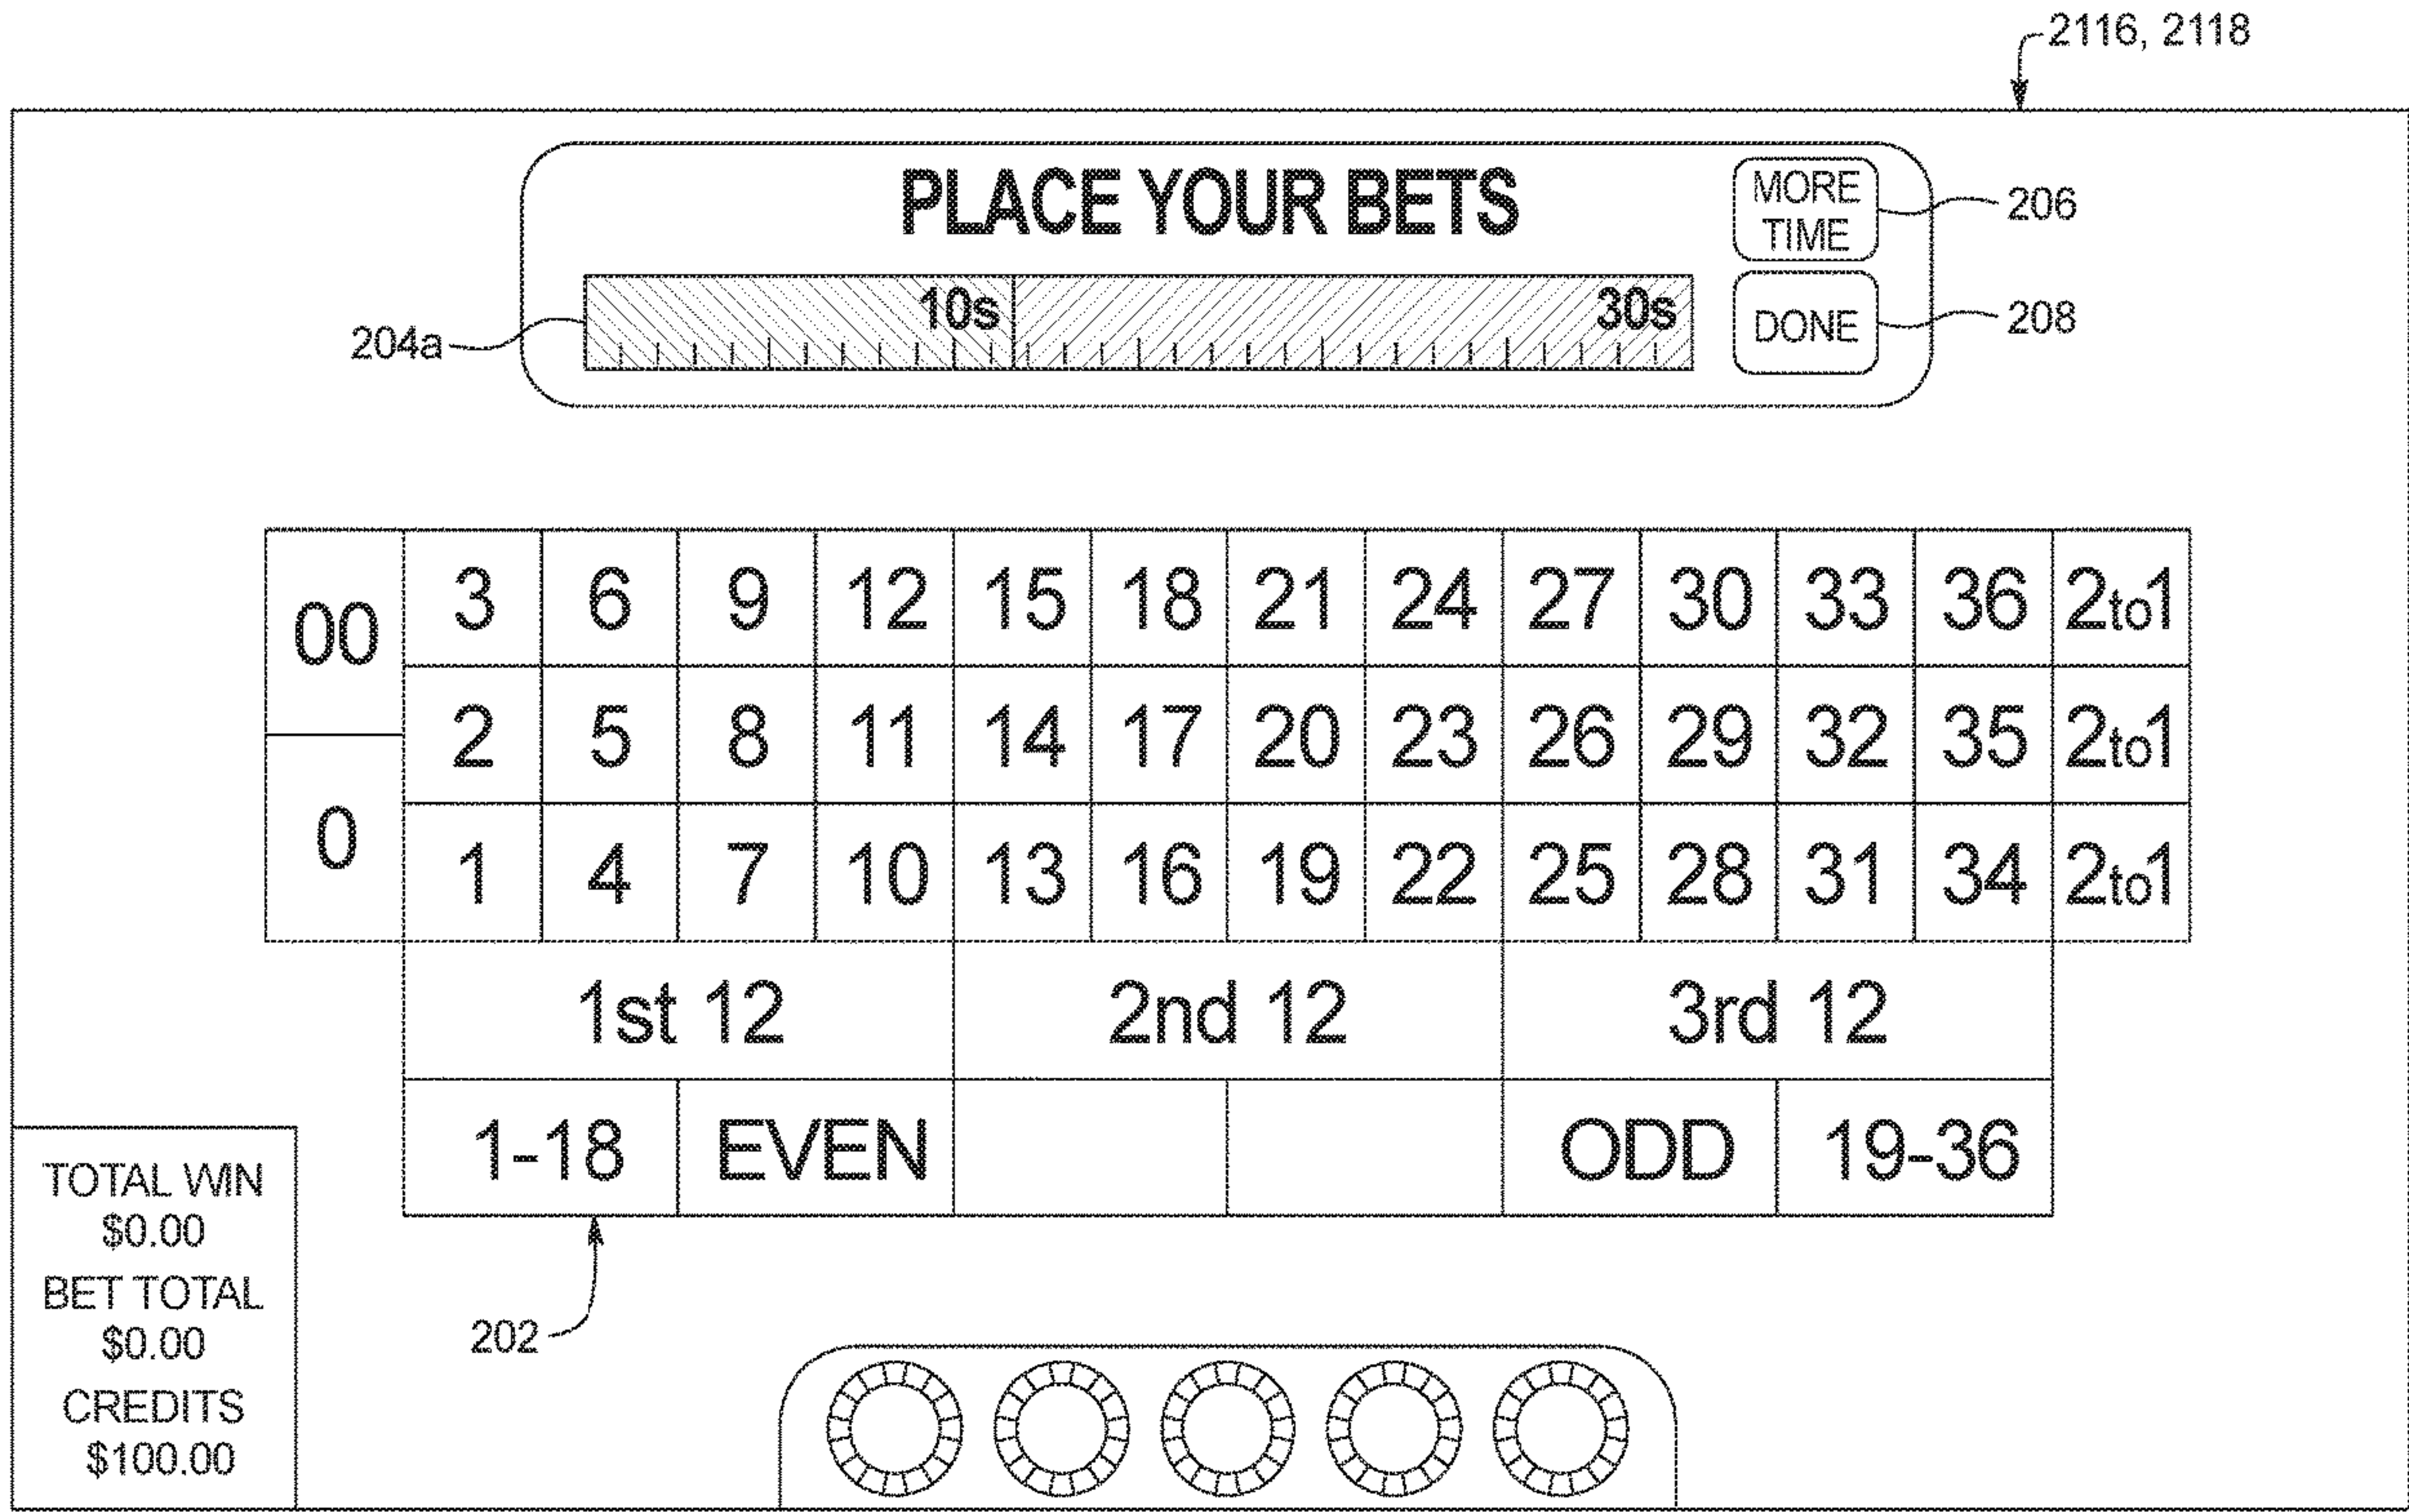 2116, 2118
PLACE YOUR BETS
MORE
TIME
206
10s 30s
204a
DONE
208
00 3 6 9 12 15 18 21 24 27 30 33 36 2to1
2 5 8 11 14 17 20 23 26 29 32 35 2to1
0 1 4 7 10 13 16 19 22 25 28 31 34 2to1
1st 12 2nd 12 3rd 12
1-18 EVEN ODD 19-36
202
TOTAL WIN
$0.00
BET TOTAL
$0.00
CREDITS
$100.00